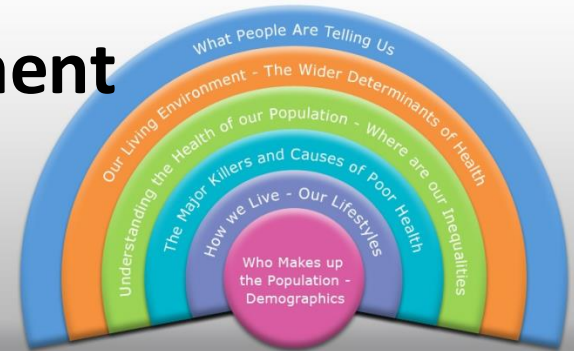 ment
What People Are Telling Us
Our Living Environment - The Wider Determinants of Health
Understanding the Health of our Population - Where are our Inequalities
The Major Killers and Causes of Poor Health
How we Live - Our Lifestyles
Who Makes up
the Population -
Demographics